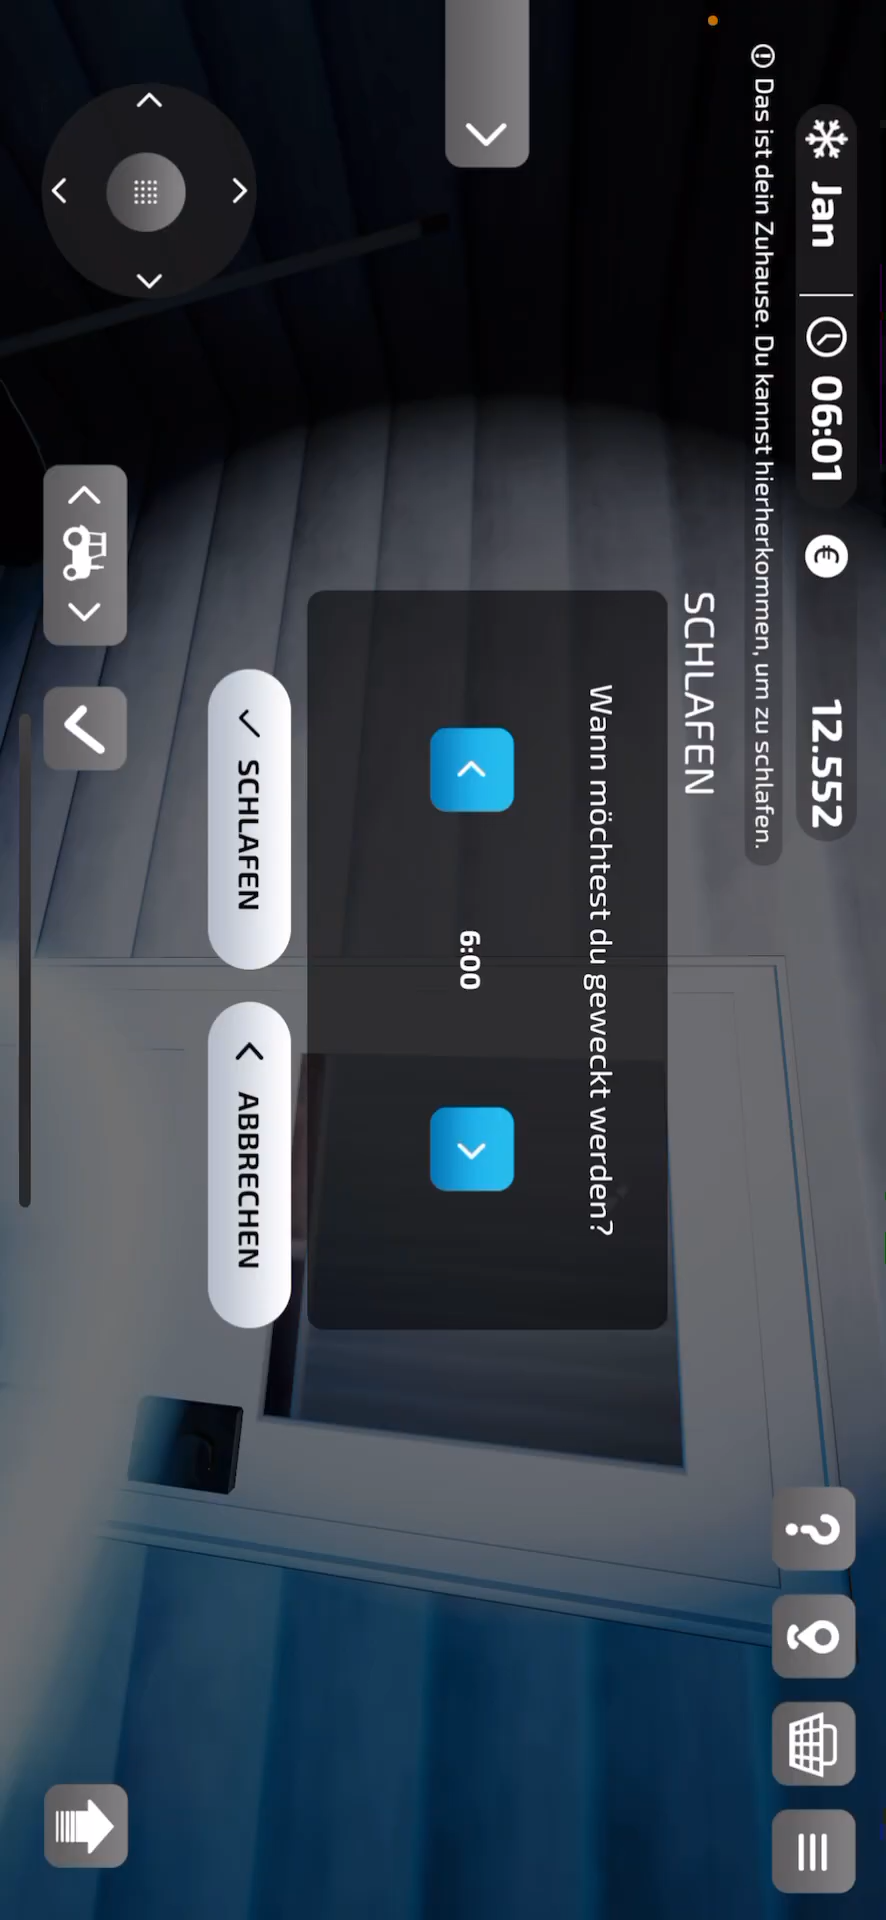 Jan
06:01
12.552
Das ist dein Zuhause. Du kannst hierherkommen, um zu schlafen.
SCHLAFEN
Wann möchtest du geweckt werden?
6:00
SCHLAFEN
ABBRECHEN